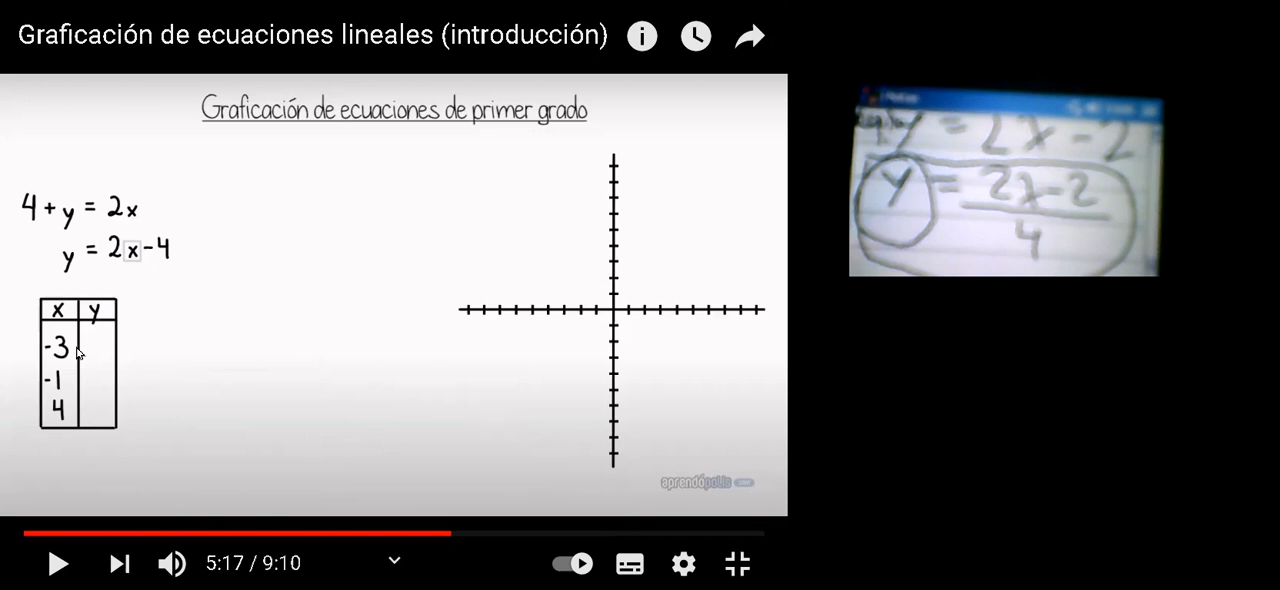 Graficación de ecuaciones lineales (introducción)
Graficación de ecuaciones de primer grado
4 + y = 2x
y = 2x - 4
x y
-3
-1
4
aprendópolis
5:17 / 9:10
y = 2x - 2
y = 2x - 2
4